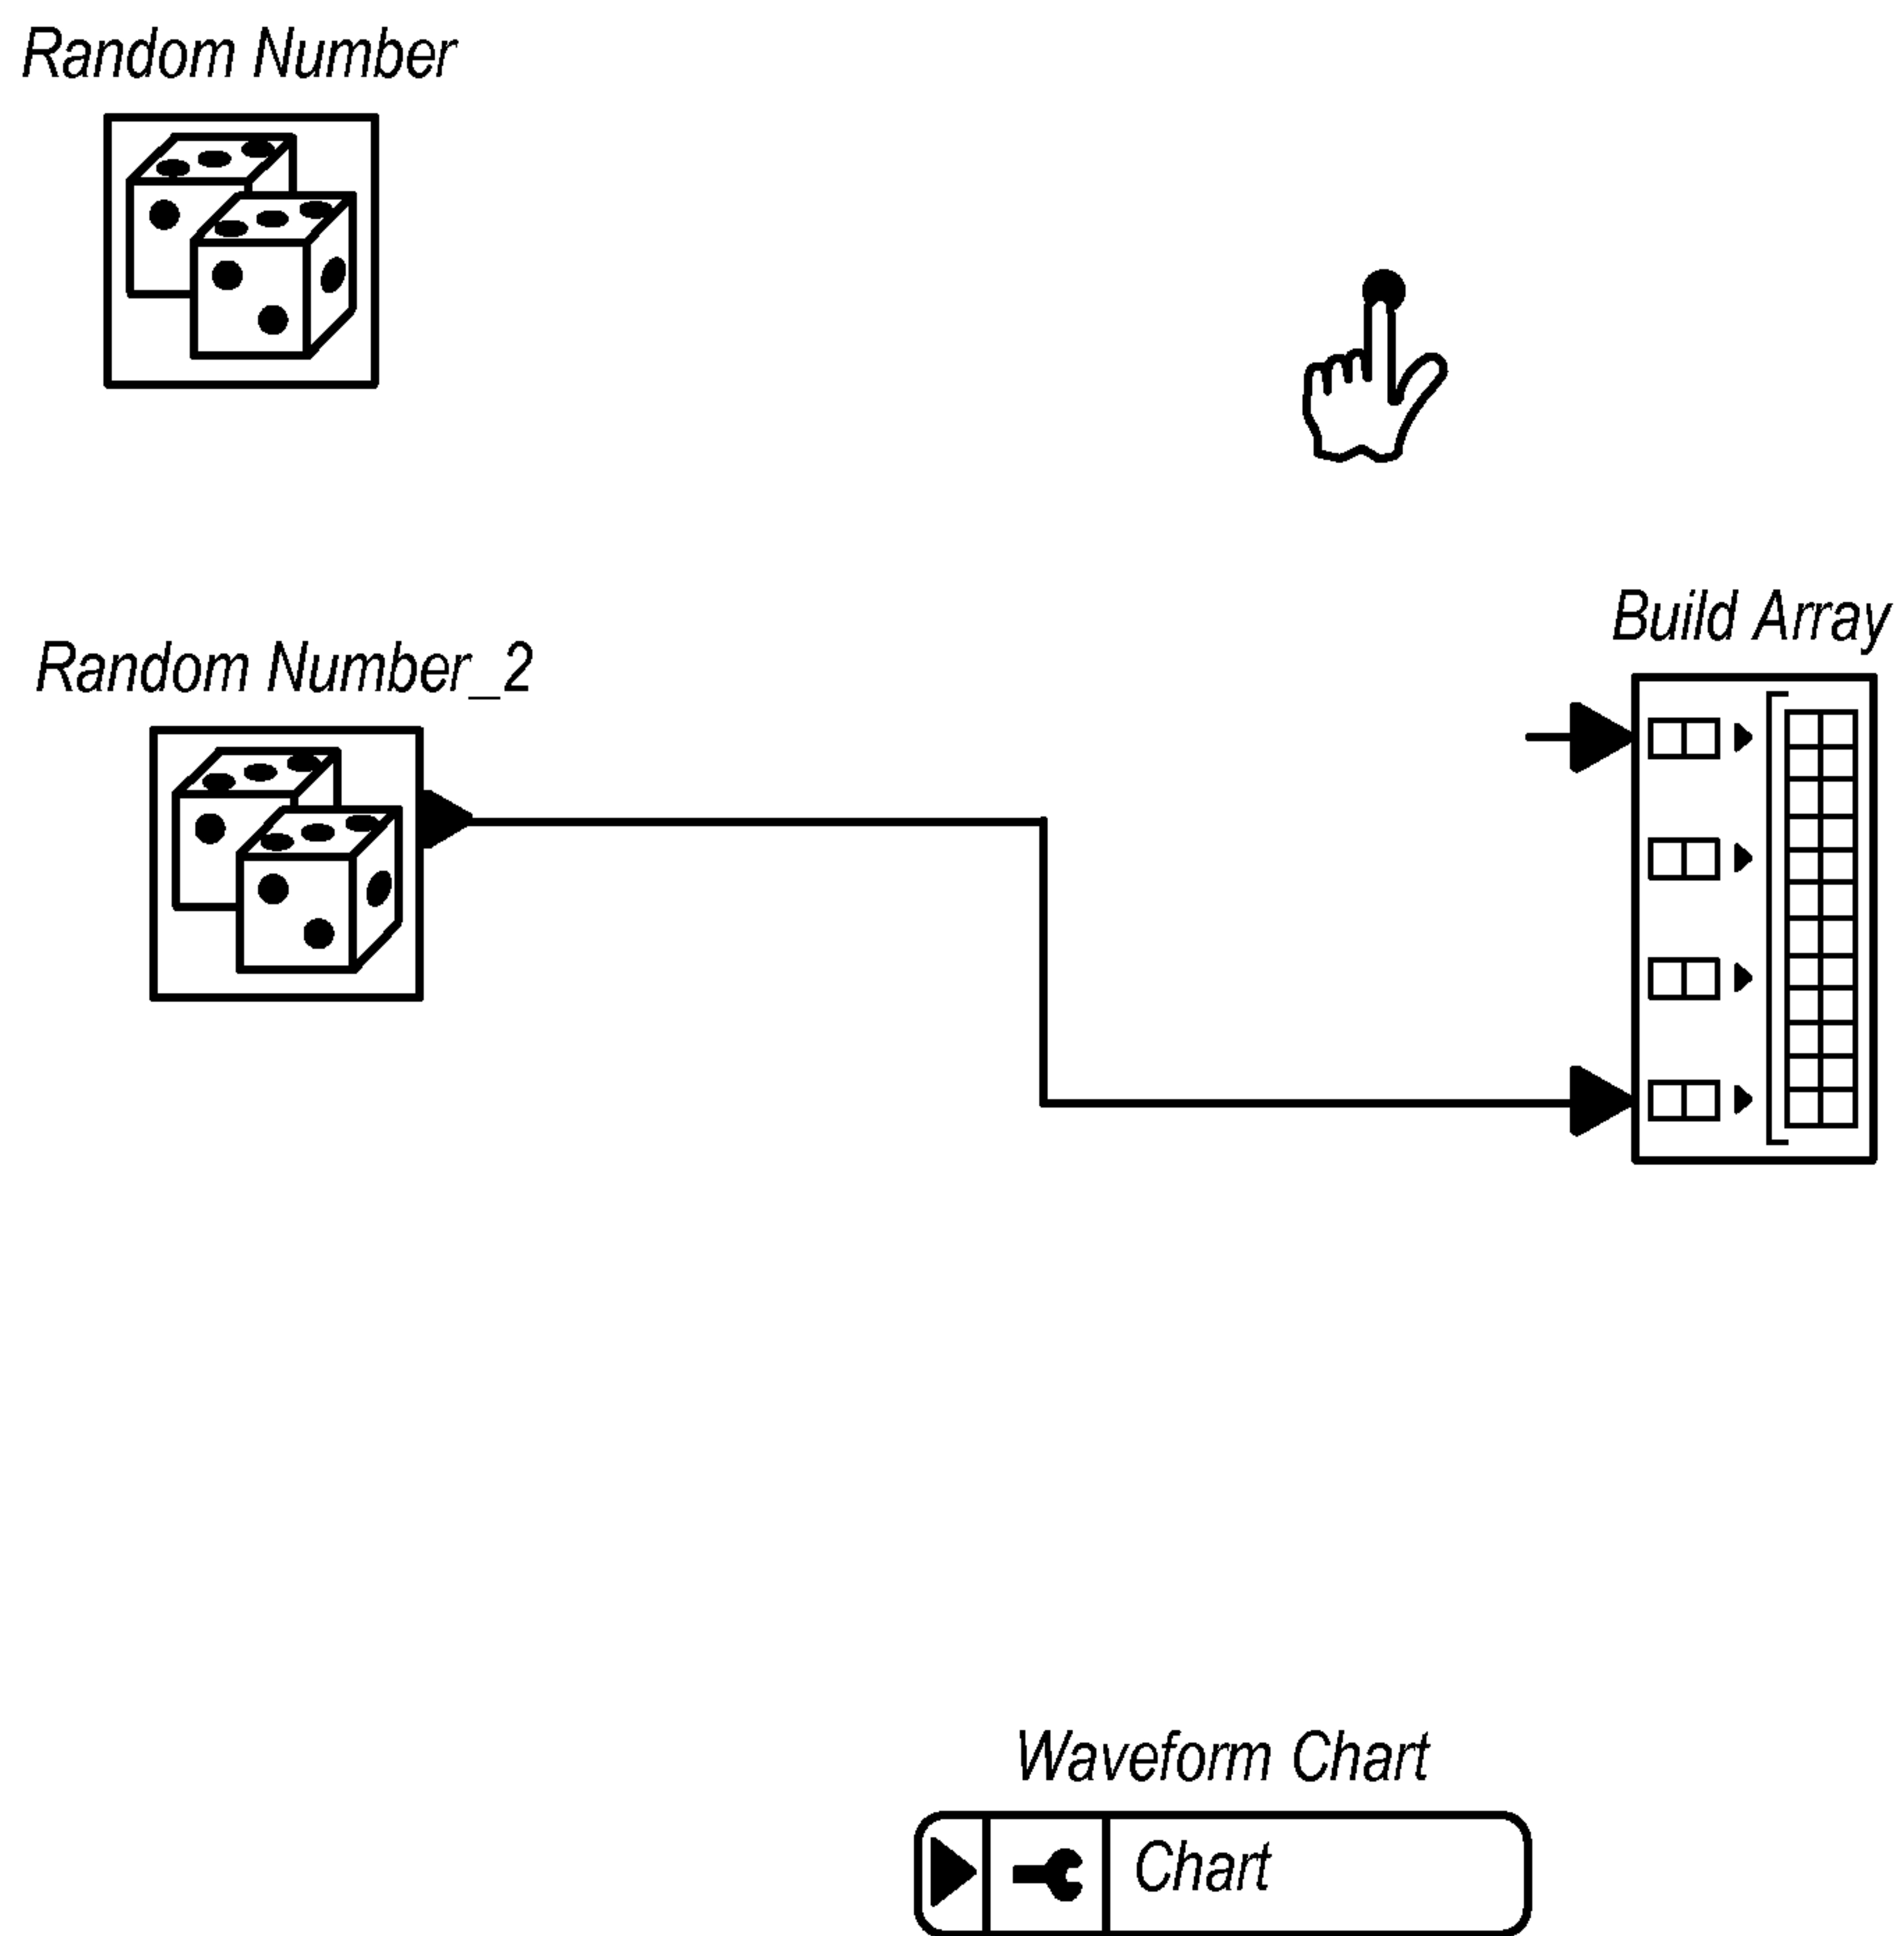 Random Number
Build Array
Random Number_2
Waveform Chart
Chart